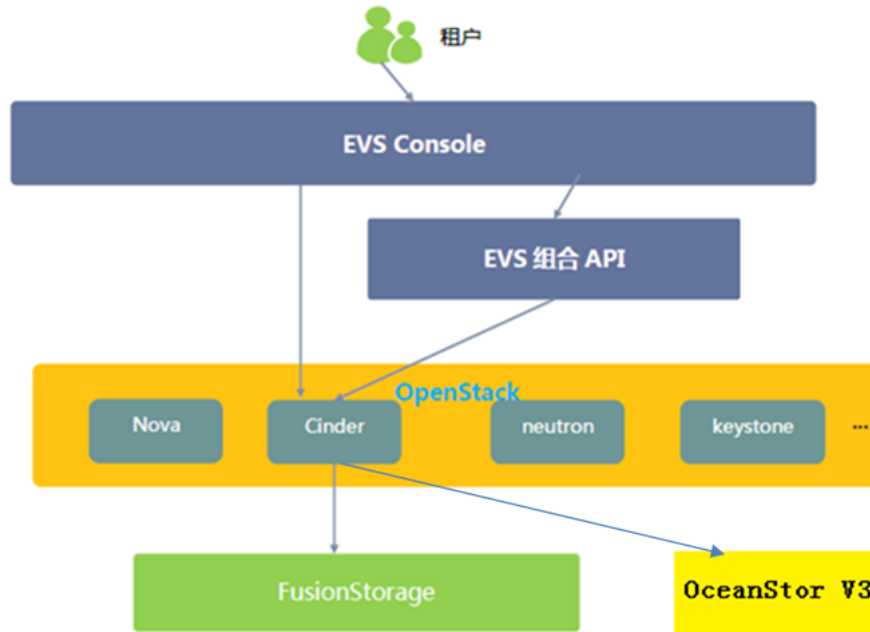 租户
EVS Console
EVS 组合 API
OpenStack
Nova
Cinder
neutron
keystone
...
FusionStorage
OceanStor V3